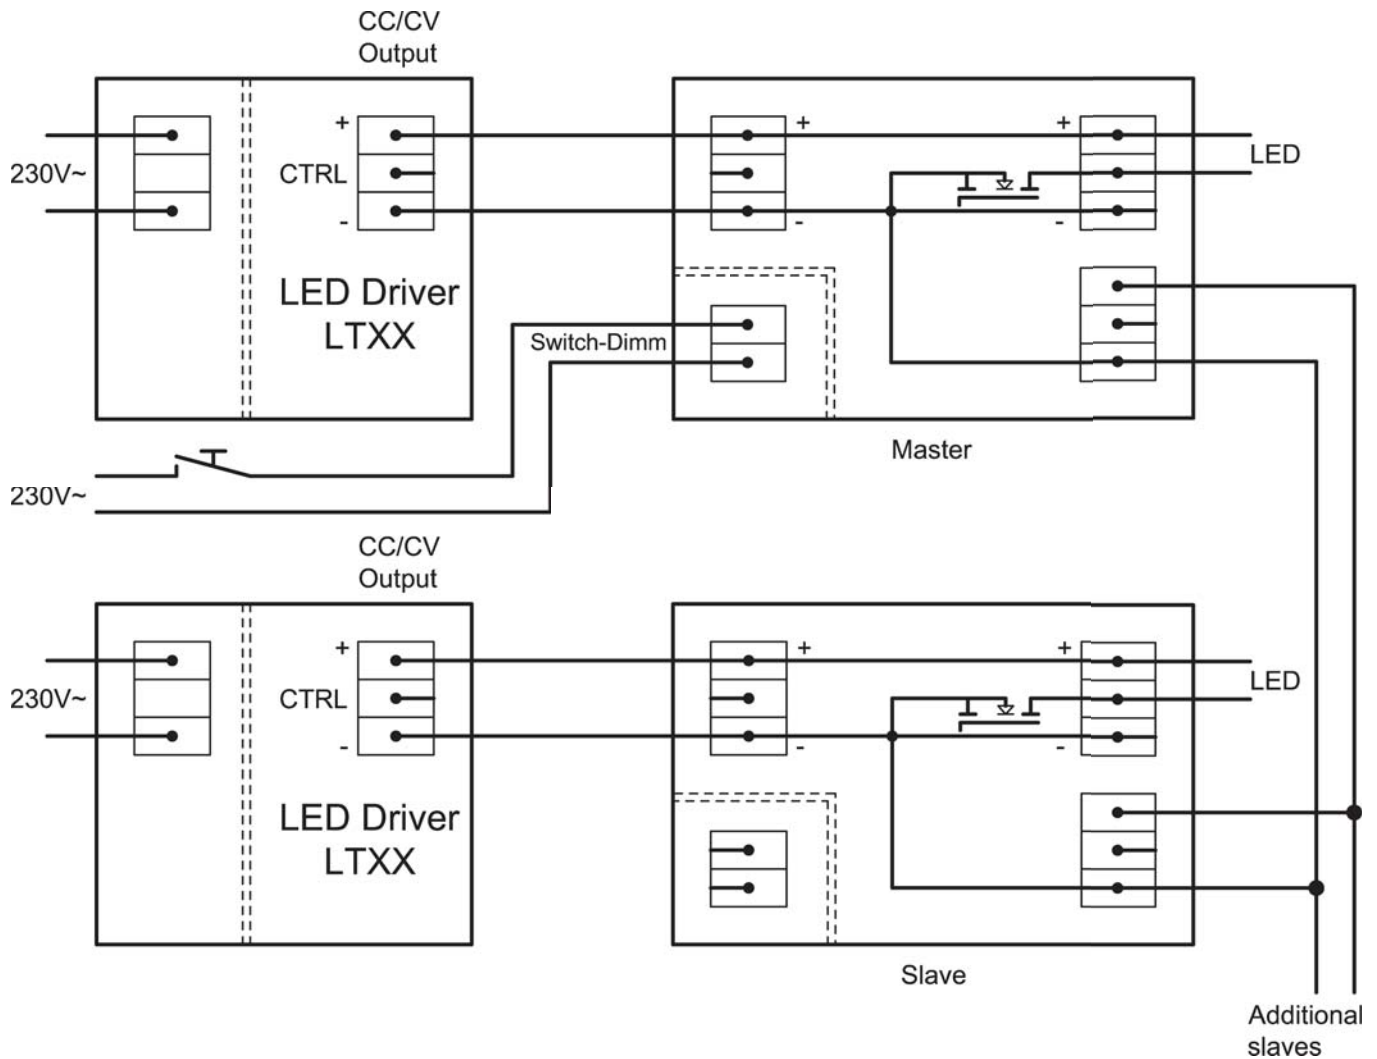 CC/CV
Output
+
+
+
230V~
CTRL
LED
-
-
-
LED Driver
LTXX
Switch-Dimm
Master
230V~
CC/CV
Output
+
+
+
230V~
CTRL
LED
-
-
-
LED Driver
LTXX
Slave
Additional
slaves